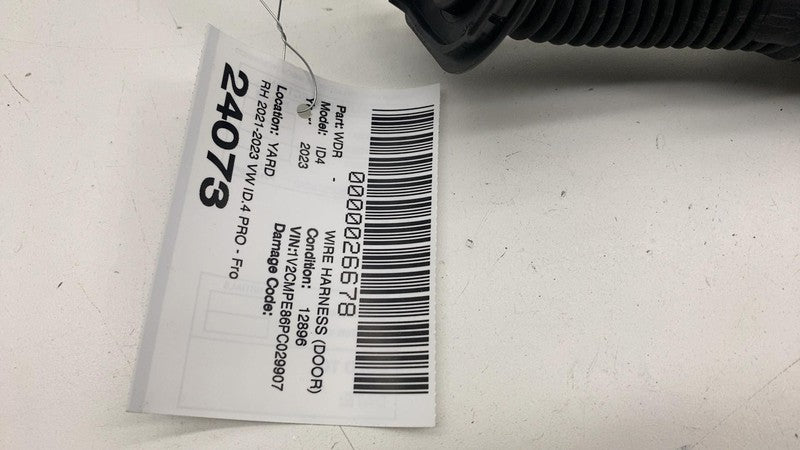 0000026678
Part: WDR - WIRE HARNESS (DOOR)
Model: ID4 Condition: 12896
2023 VIN:1V2CMPE86PC029907
Damage Code:
Location: YARD
RH 2021-2023 VW ID.4 PRO - Fro
24073